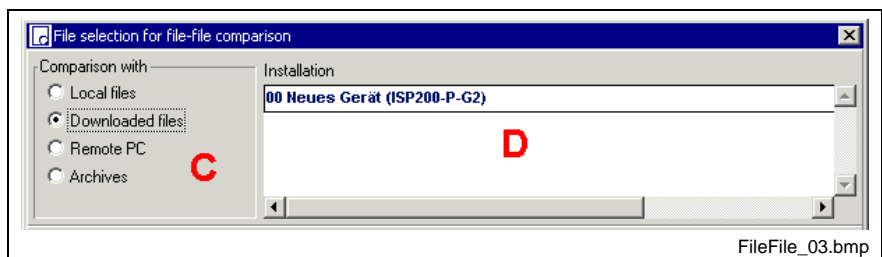 File selection for file-file comparison
Comparison with
Local files
Downloaded files
Remote PC
Archives
C
Installation
00 Neues Gerät (ISP200-P-G2)
D
FileFile_03.bmp